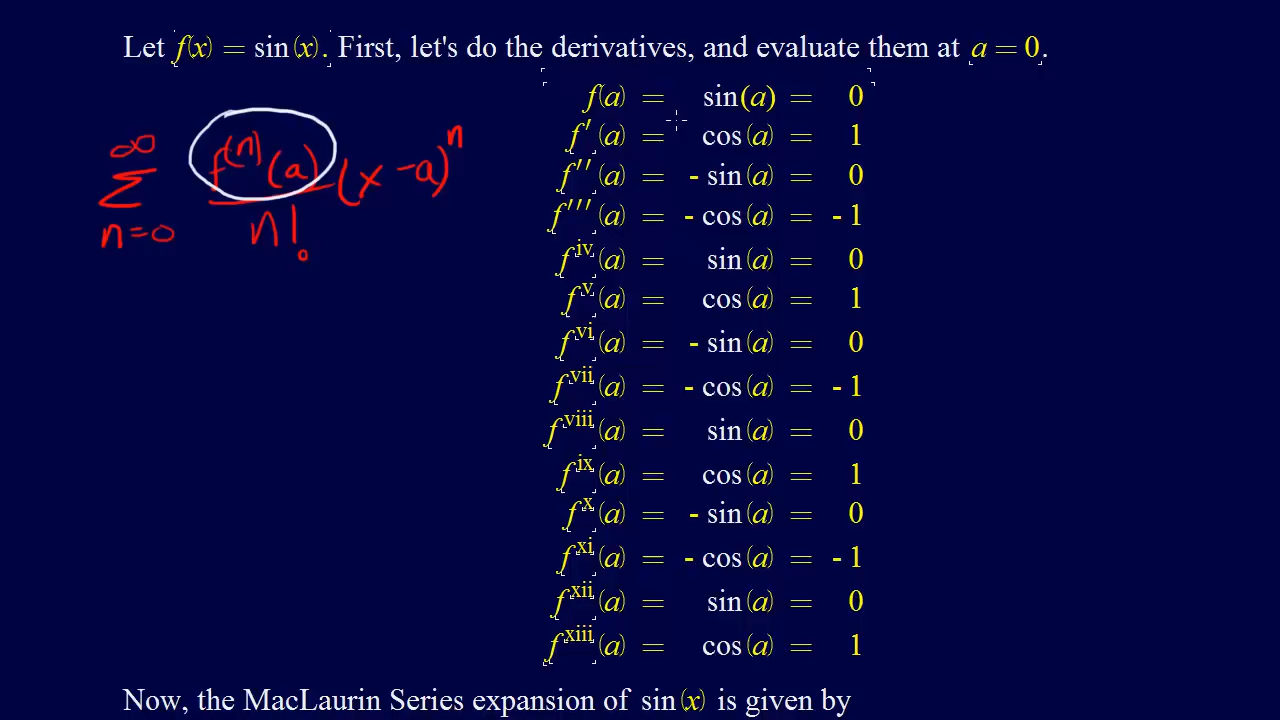 Let f(x) = sin(x). First, let's do the derivatives, and evaluate them at a = 0.
∞
∑ f⁽ⁿ⁾(a) (x - a)ⁿ
n=0 n!
f(a) = sin(a) = 0
f′(a) = cos(a) = 1
f′′(a) = - sin(a) = 0
f′′′(a) = - cos(a) = - 1
f^iv(a) = sin(a) = 0
f^v(a) = cos(a) = 1
f^vi(a) = - sin(a) = 0
f^vii(a) = - cos(a) = - 1
f^viii(a) = sin(a) = 0
f^ix(a) = cos(a) = 1
f^x(a) = - sin(a) = 0
f^xi(a) = - cos(a) = - 1
f^xii(a) = sin(a) = 0
f^xiii(a) = cos(a) = 1
Now, the MacLaurin Series expansion of sin(x) is given by